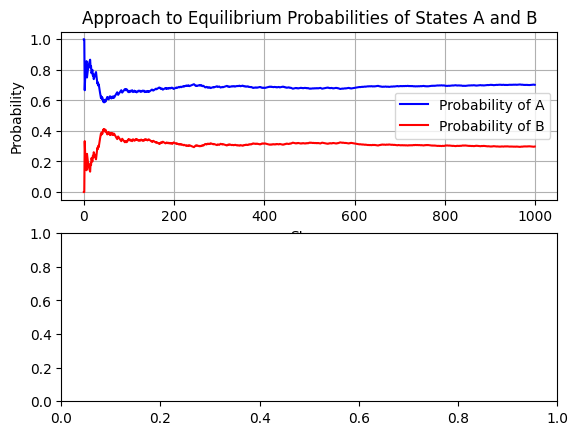 Approach to Equilibrium Probabilities of States A and B
1.0
0.8
0.6
0.4
0.2
0.0
Probability
Probability of A
Probability of B
0 200 400 600 800 1000
1.0
0.8
0.6
0.4
0.2
0.0
0.0 0.2 0.4 0.6 0.8 1.0